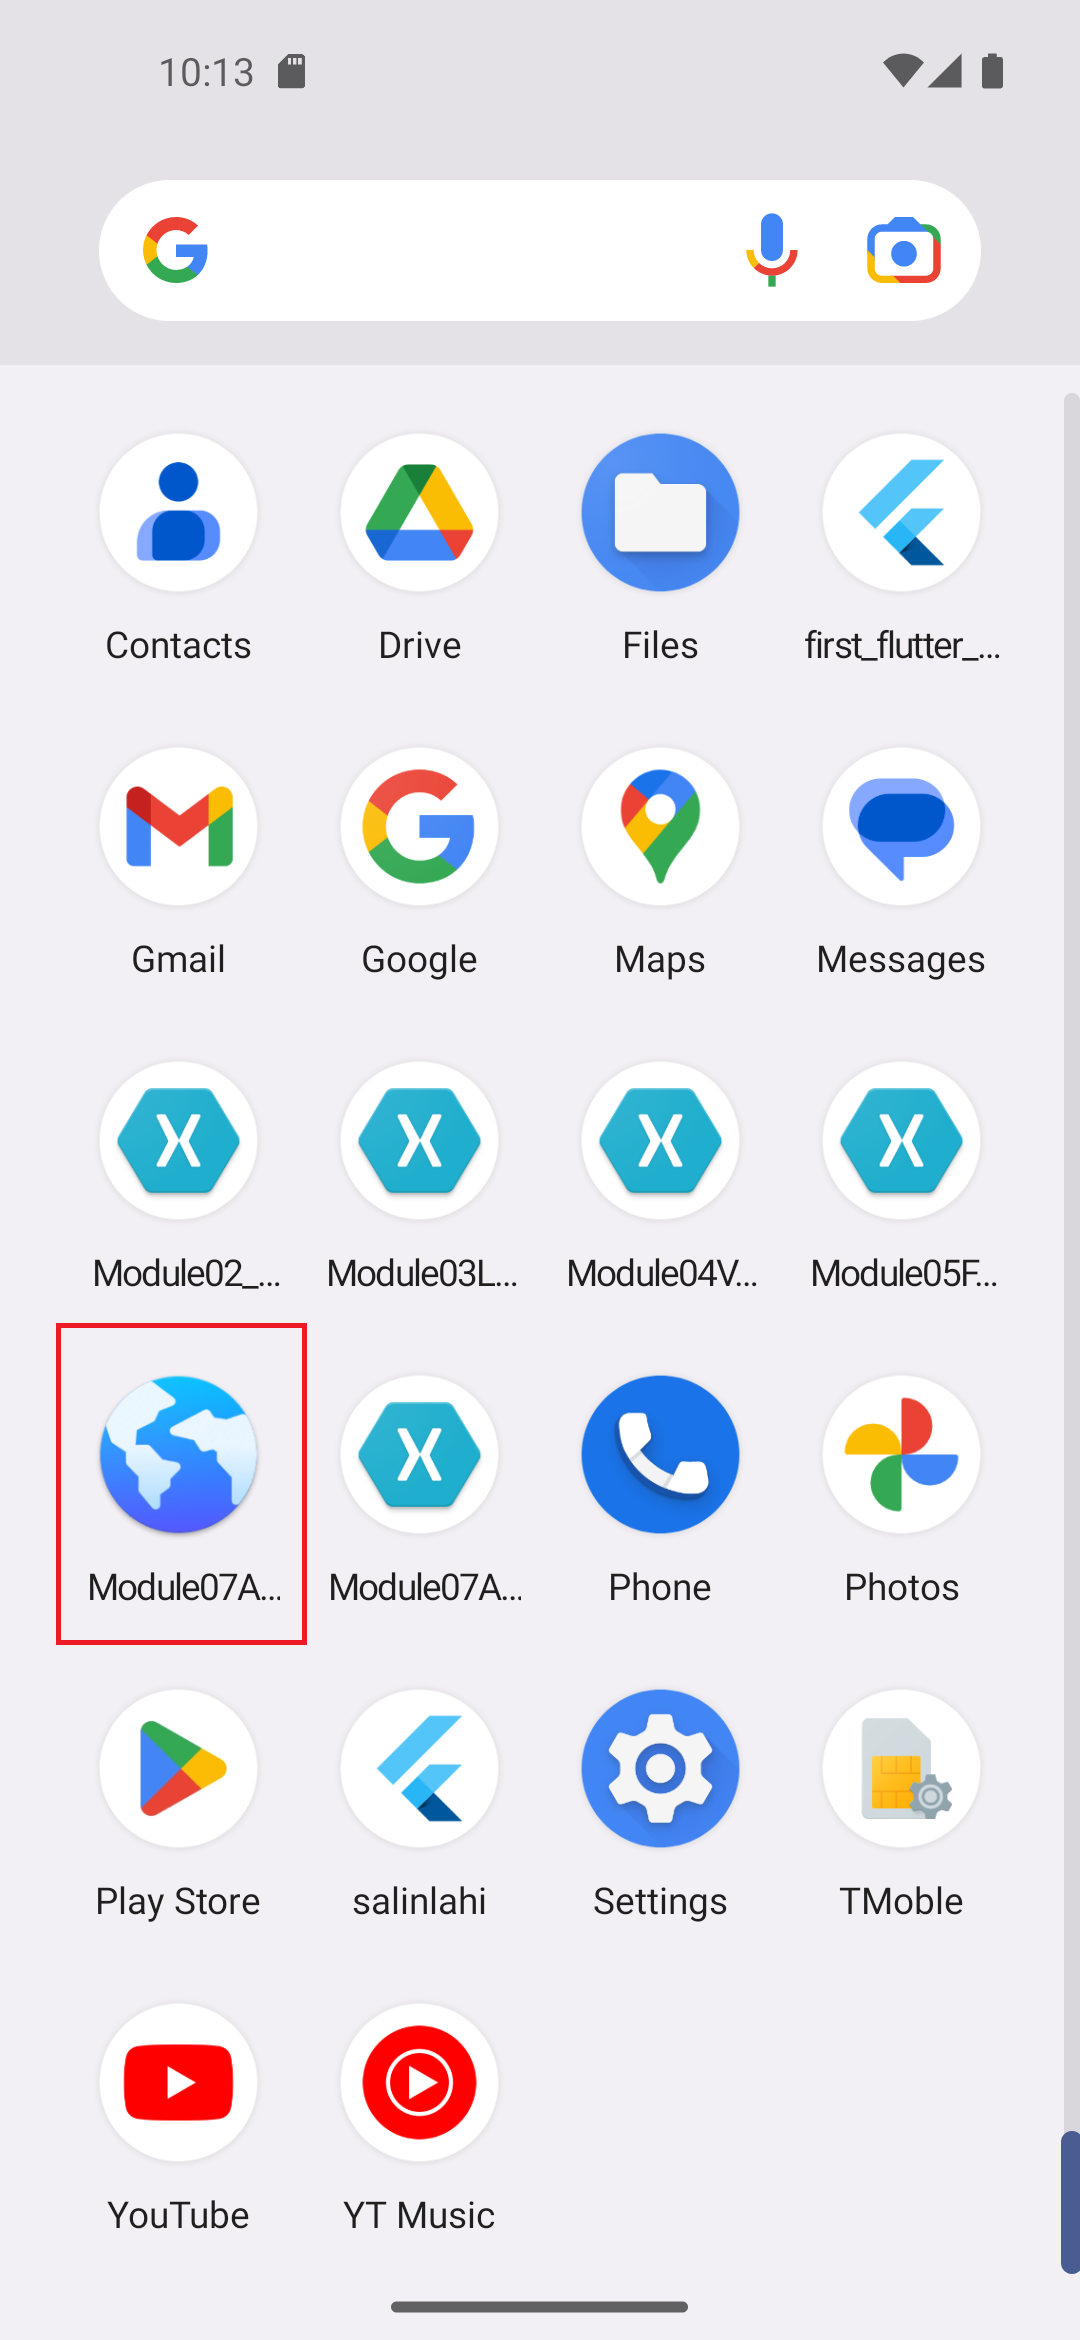 10:13
Contacts
Drive
Files
first_flutter_...
Gmail
Google
Maps
Messages
Module02_...
Module03L...
Module04V...
Module05F...
Module07A...
Module07A...
Phone
Photos
Play Store
salinlahi
Settings
TMoble
YouTube
YT Music